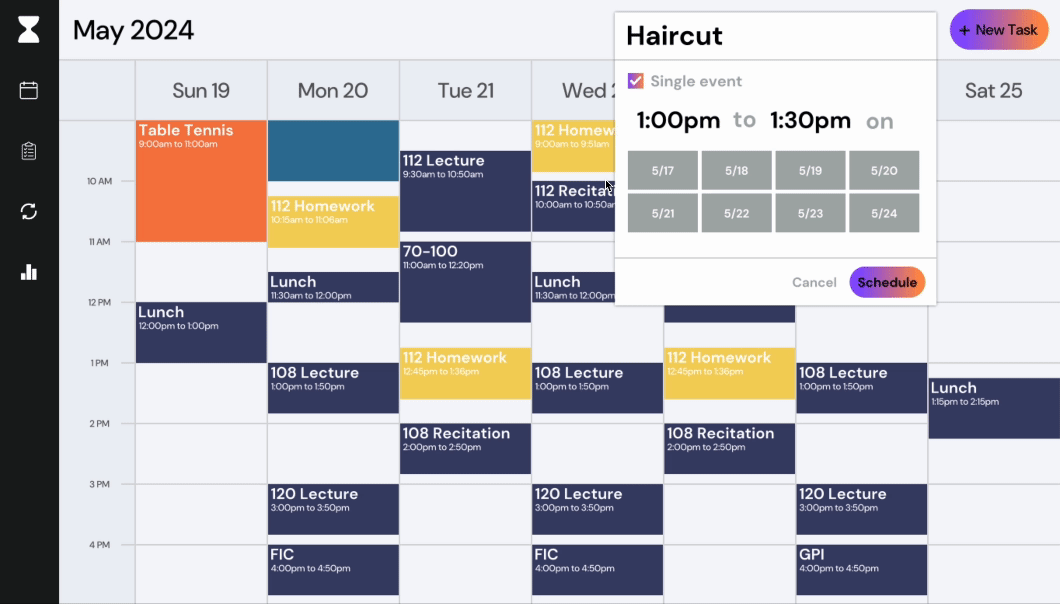 May 2024
Haircut
+ New Task
Single event
1:00pm to 1:30pm on
5/17 5/18 5/19 5/20
5/21 5/22 5/23 5/24
Cancel Schedule
Sun 19 Mon 20 Tue 21 Wed Sat 25
10 AM
11 AM
12 PM
1 PM
2 PM
3 PM
4 PM
Table Tennis
9:00am to 11:00am
Lunch
12:00pm to 1:00pm
112 Homework
10:15am to 11:06am
Lunch
11:30am to 12:00pm
108 Lecture
1:00pm to 1:50pm
120 Lecture
3:00pm to 3:50pm
FIC
4:00pm to 4:50pm
112 Lecture
9:30am to 10:50am
70-100
11:00am to 12:20pm
112 Homework
12:45pm to 1:36pm
108 Recitation
2:00pm to 2:50pm
112 Homew
9:00am to 9:51am
112 Recitati
10:00am to 10:50am
Lunch
11:30am to 12:00pm
108 Lecture
1:00pm to 1:50pm
120 Lecture
3:00pm to 3:50pm
FIC
4:00pm to 4:50pm
112 Homework
12:45pm to 1:36pm
108 Recitation
2:00pm to 2:50pm
108 Lecture
1:00pm to 1:50pm
120 Lecture
3:00pm to 3:50pm
GPI
4:00pm to 4:50pm
Lunch
1:15pm to 2:15pm